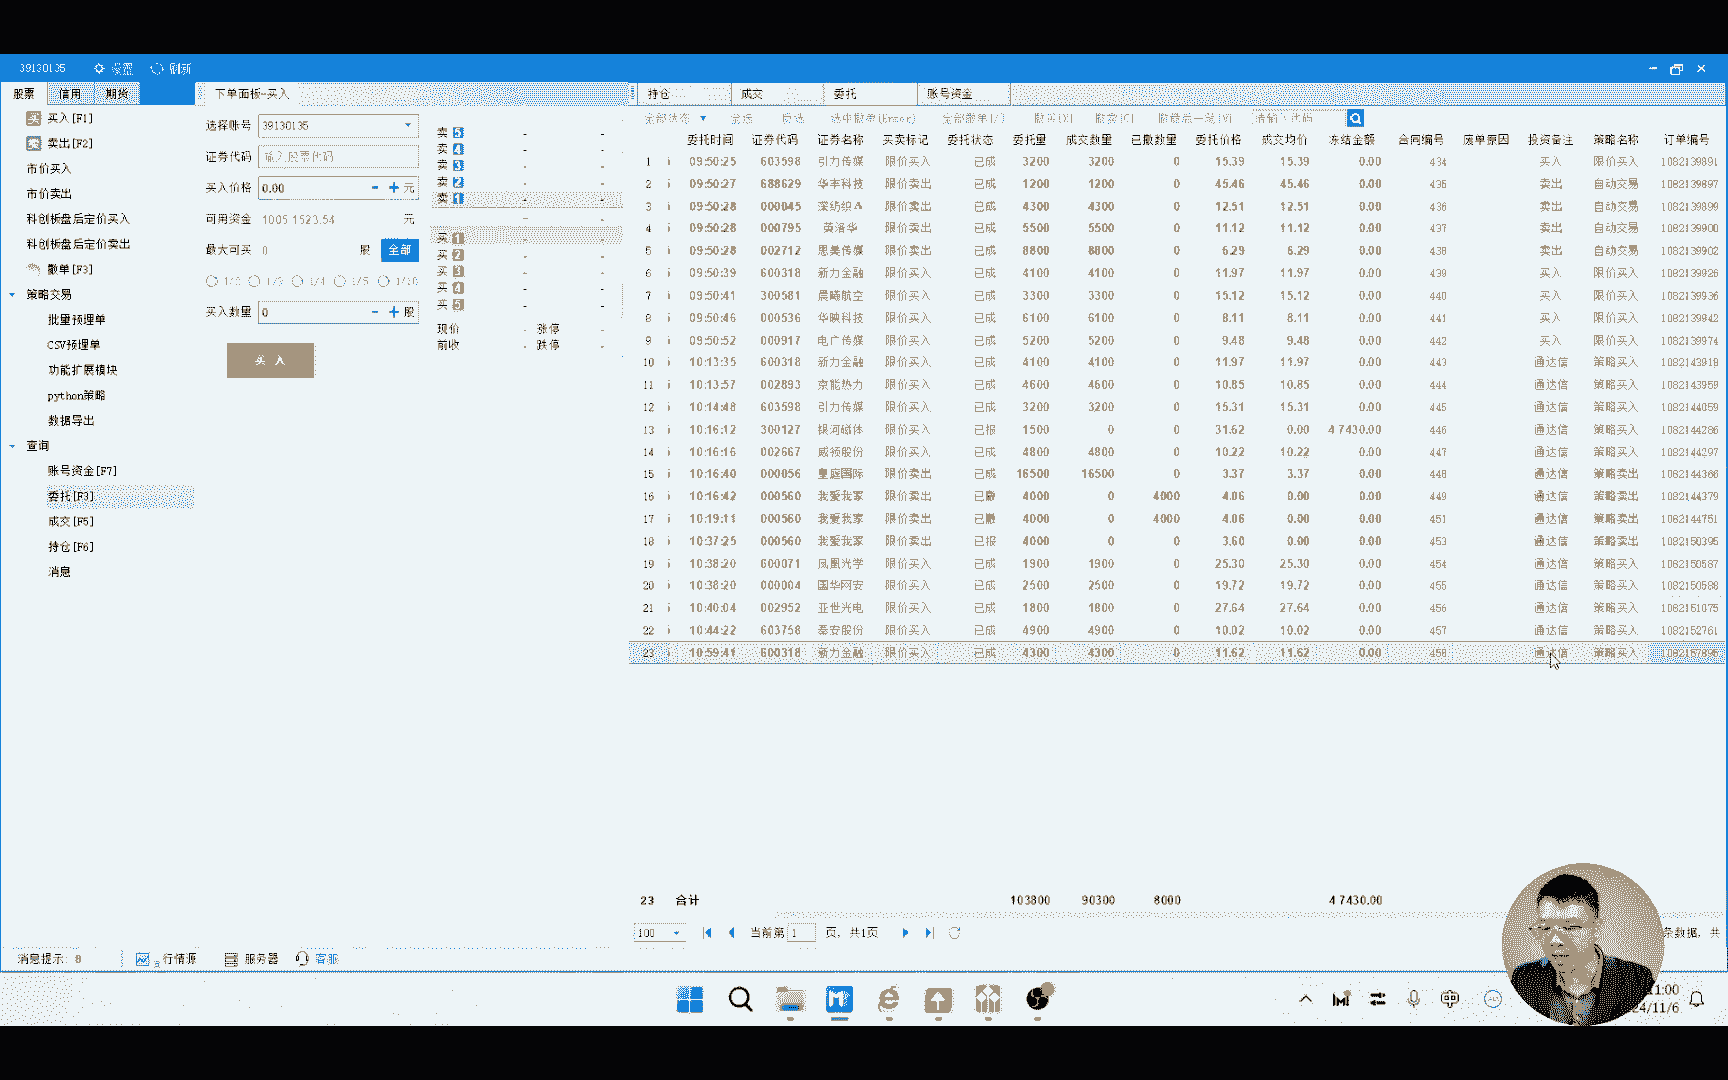 39130135 设置 刷新
股票 信用 期货 下单面板-买入 持仓 成交 委托 账号资金
买 买入[F1]
卖 卖出[F2]
市价买入
市价卖出
科创板盘后定价买入
科创板盘后定价卖出
撤单[F3]
策略交易
批量预埋单
CSV预埋单
功能扩展模块
python策略
数据导出
查询
账号资金[F7]
委托[F3]
成交[F5]
持仓[F6]
消息
选择账号 39130135
证券代码
买入价格 0.00 - + 元
可用资金 元
最大可买 0 股 全部
买入数量 0 - + 股
买 入
卖 5 - -
卖 4 - -
卖 3 - -
卖 2 - -
卖 1 - -
买 1 - -
买 2 - -
买 3 - -
买 4 - -
买 5 - -
现价 - 涨停 -
前收 - 跌停 -
全部状态 全选 反选 选中撤单(Enter)
委托时间 证券代码 证券名称 买卖标记 委托状态 委托量 成交数量 已撤数量 委托价格 成交均价 冻结金额 合同编号 废单原因 投资备注 策略名称 订单编号
1 09:50:25 603598 引力传媒 限价买入 已成 3200 3200 0 15.39 15.39 0.00 434 买入 限价买入 1082139891
2 09:50:27 688629 华丰科技 限价卖出 已成 1200 1200 0 45.46 45.46 0.00 435 卖出 自动交易 1082139897
3 09:50:28 000045 深纺织A 限价卖出 已成 4300 4300 0 12.51 12.51 0.00 436 卖出 自动交易 1082139899
4 09:50:28 000795 英洛华 限价卖出 已成 5500 5500 0 11.12 11.12 0.00 437 卖出 自动交易 1082139900
5 09:50:28 002712 思美传媒 限价卖出 已成 8800 8800 0 6.29 6.29 0.00 438 卖出 自动交易 1082139902
6 09:50:39 600318 新力金融 限价买入 已成 4100 4100 0 11.97 11.97 0.00 439 买入 限价买入 1082139926
7 09:50:41 300581 晨曦航空 限价买入 已成 3300 3300 0 15.12 15.12 0.00 440 买入 限价买入 1082139936
8 09:50:46 000536 华映科技 限价买入 已成 6100 6100 0 8.11 8.11 0.00 441 买入 限价买入 1082139942
9 09:50:52 000917 电广传媒 限价买入 已成 5200 5200 0 9.48 9.48 0.00 442 买入 限价买入 1082139974
10 10:13:35 600318 新力金融 限价买入 已成 4100 4100 0 11.97 11.97 0.00 443 通达信 策略买入 1082143919
11 10:13:57 002893 京能热力 限价买入 已成 4600 4600 0 10.85 10.85 0.00 444 通达信 策略买入 1082143959
12 10:14:48 603598 引力传媒 限价买入 已成 3200 3200 0 15.31 15.31 0.00 445 通达信 策略买入 1082144059
13 10:16:12 300127 银河磁体 限价买入 已报 1500 0 0 31.62 0.00 47430.00 446 通达信 策略买入 1082144286
14 10:16:16 002667 威领股份 限价买入 已成 4800 4800 0 10.22 10.22 0.00 447 通达信 策略买入 1082144297
15 10:16:40 000056 皇庭国际 限价卖出 已成 16500 16500 0 3.37 3.37 0.00 448 通达信 策略卖出 1082144366
16 10:16:42 000560 我爱我家 限价卖出 已撤 4000 0 4000 4.06 0.00 0.00 449 通达信 策略卖出 1082144379
17 10:19:11 000560 我爱我家 限价卖出 已撤 4000 0 4000 4.06 0.00 0.00 451 通达信 策略卖出 1082144751
18 10:37:25 000560 我爱我家 限价卖出 已报 4000 0 0 3.60 0.00 0.00 453 通达信 策略卖出 1082150395
19 10:38:20 600071 凤凰光学 限价买入 已成 1900 1900 0 25.30 25.30 0.00 454 通达信 策略买入 1082150587
20 10:38:20 000004 国华网安 限价买入 已成 2500 2500 0 19.72 19.72 0.00 455 通达信 策略买入 1082150588
21 10:40:04 002952 亚世光电 限价买入 已成 1800 1800 0 27.64 27.64 0.00 456 通达信 策略买入 1082151075
22 10:44:22 603758 秦安股份 限价买入 已成 4900 4900 0 10.02 10.02 0.00 457 通达信 策略买入 1082152761
23 10:59:41 600318 新力金融 限价买入 已成 4300 4300 0 11.62 11.62 0.00 458 通达信 策略买入
23 合计 103800 90300 8000 47430.00
100 当前第 1 页，共1页 条数据，共
消息提示: 0 行情源 服务器 客服